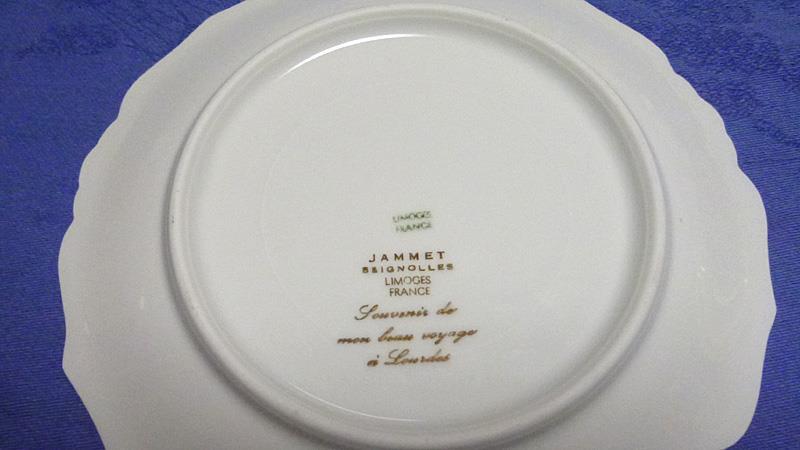 LIMOGES
FRANCE
JAMMET
SEIGNOLLES
LIMOGES
FRANCE
Souvenir de
mon beau voyage
à Lourdes